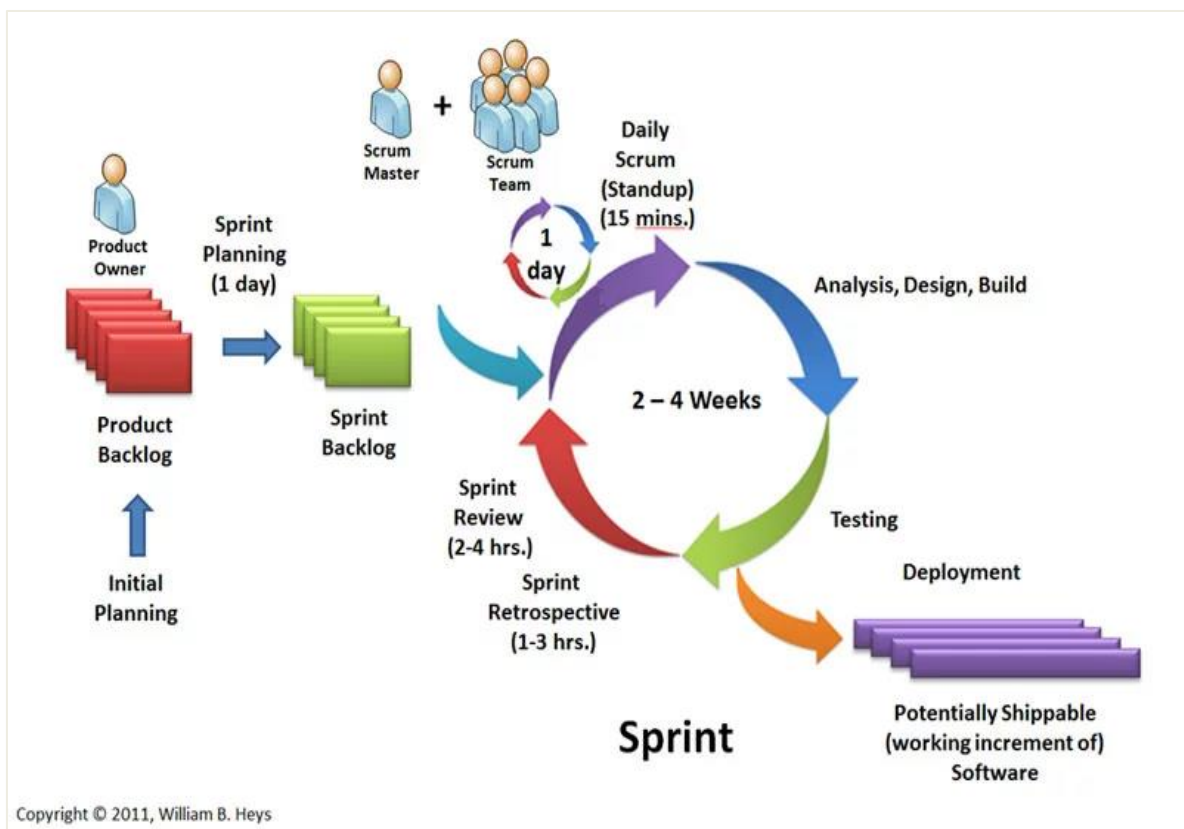 Scrum
Master
+
Scrum
Team
Daily
Scrum
(Standup)
(15 mins.)
Product
Owner
Sprint
Planning
(1 day)
1
day
Analysis, Design, Build
2 – 4 Weeks
Product
Backlog
Sprint
Backlog
Initial
Planning
Sprint
Review
(2-4 hrs.)
Sprint
Retrospective
(1-3 hrs.)
Testing
Deployment
Potentially Shippable
(working increment of)
Software
Sprint
Copyright © 2011, William B. Heys